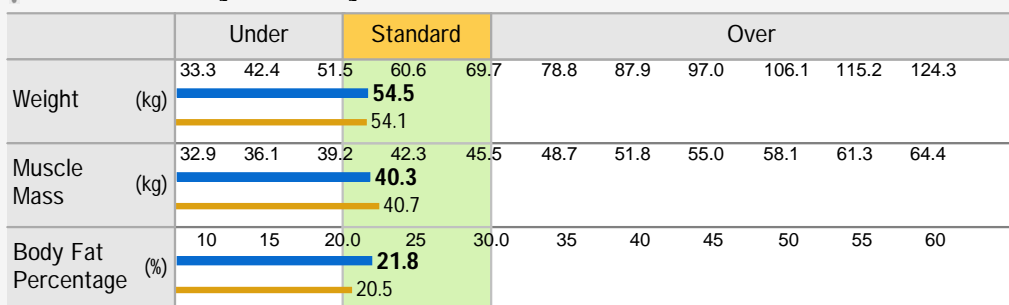 Under Standard Over
33.3 42.4 51.5 60.6 69.7 78.8 87.9 97.0 106.1 115.2 124.3
Weight (kg)
54.5
54.1
32.9 36.1 39.2 42.3 45.5 48.7 51.8 55.0 58.1 61.3 64.4
Muscle
Mass (kg)
40.3
40.7
10 15 20.0 25 30.0 35 40 45 50 55 60
Body Fat
Percentage (%)
21.8
20.5